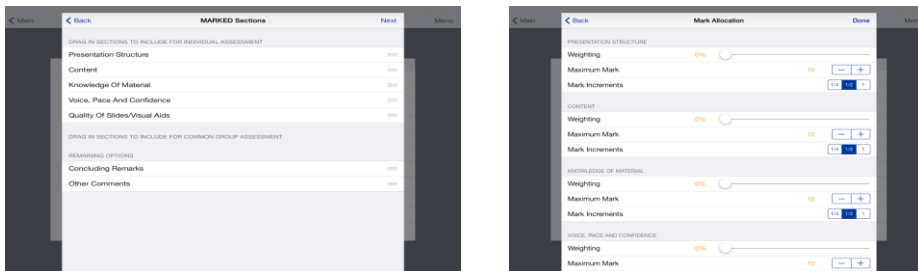 Main
Back MARKED Sections Next
Menu
DRAG IN SECTIONS TO INCLUDE FOR INDIVIDUAL ASSESSMENT
Presentation Structure
Content
Knowledge Of Material
Voice, Pace And Confidence
Quality Of Slides/Visual Aids
DRAG IN SECTIONS TO INCLUDE FOR COMMON GROUP ASSESSMENT
REMAINING OPTIONS
Concluding Remarks
Other Comments
Main
Back Mark Allocation Done
PRESENTATION STRUCTURE
Weighting 0%
Maximum Mark 10 - +
Mark Increments 1/4 1/2 1
CONTENT
Weighting 0%
Maximum Mark 10 - +
Mark Increments 1/4 1/2 1
KNOWLEDGE OF MATERIAL
Weighting 0%
Maximum Mark 10 - +
Mark Increments 1/4 1/2 1
VOICE, PACE AND CONFIDENCE
Weighting 0%
Maximum Mark 10 - +